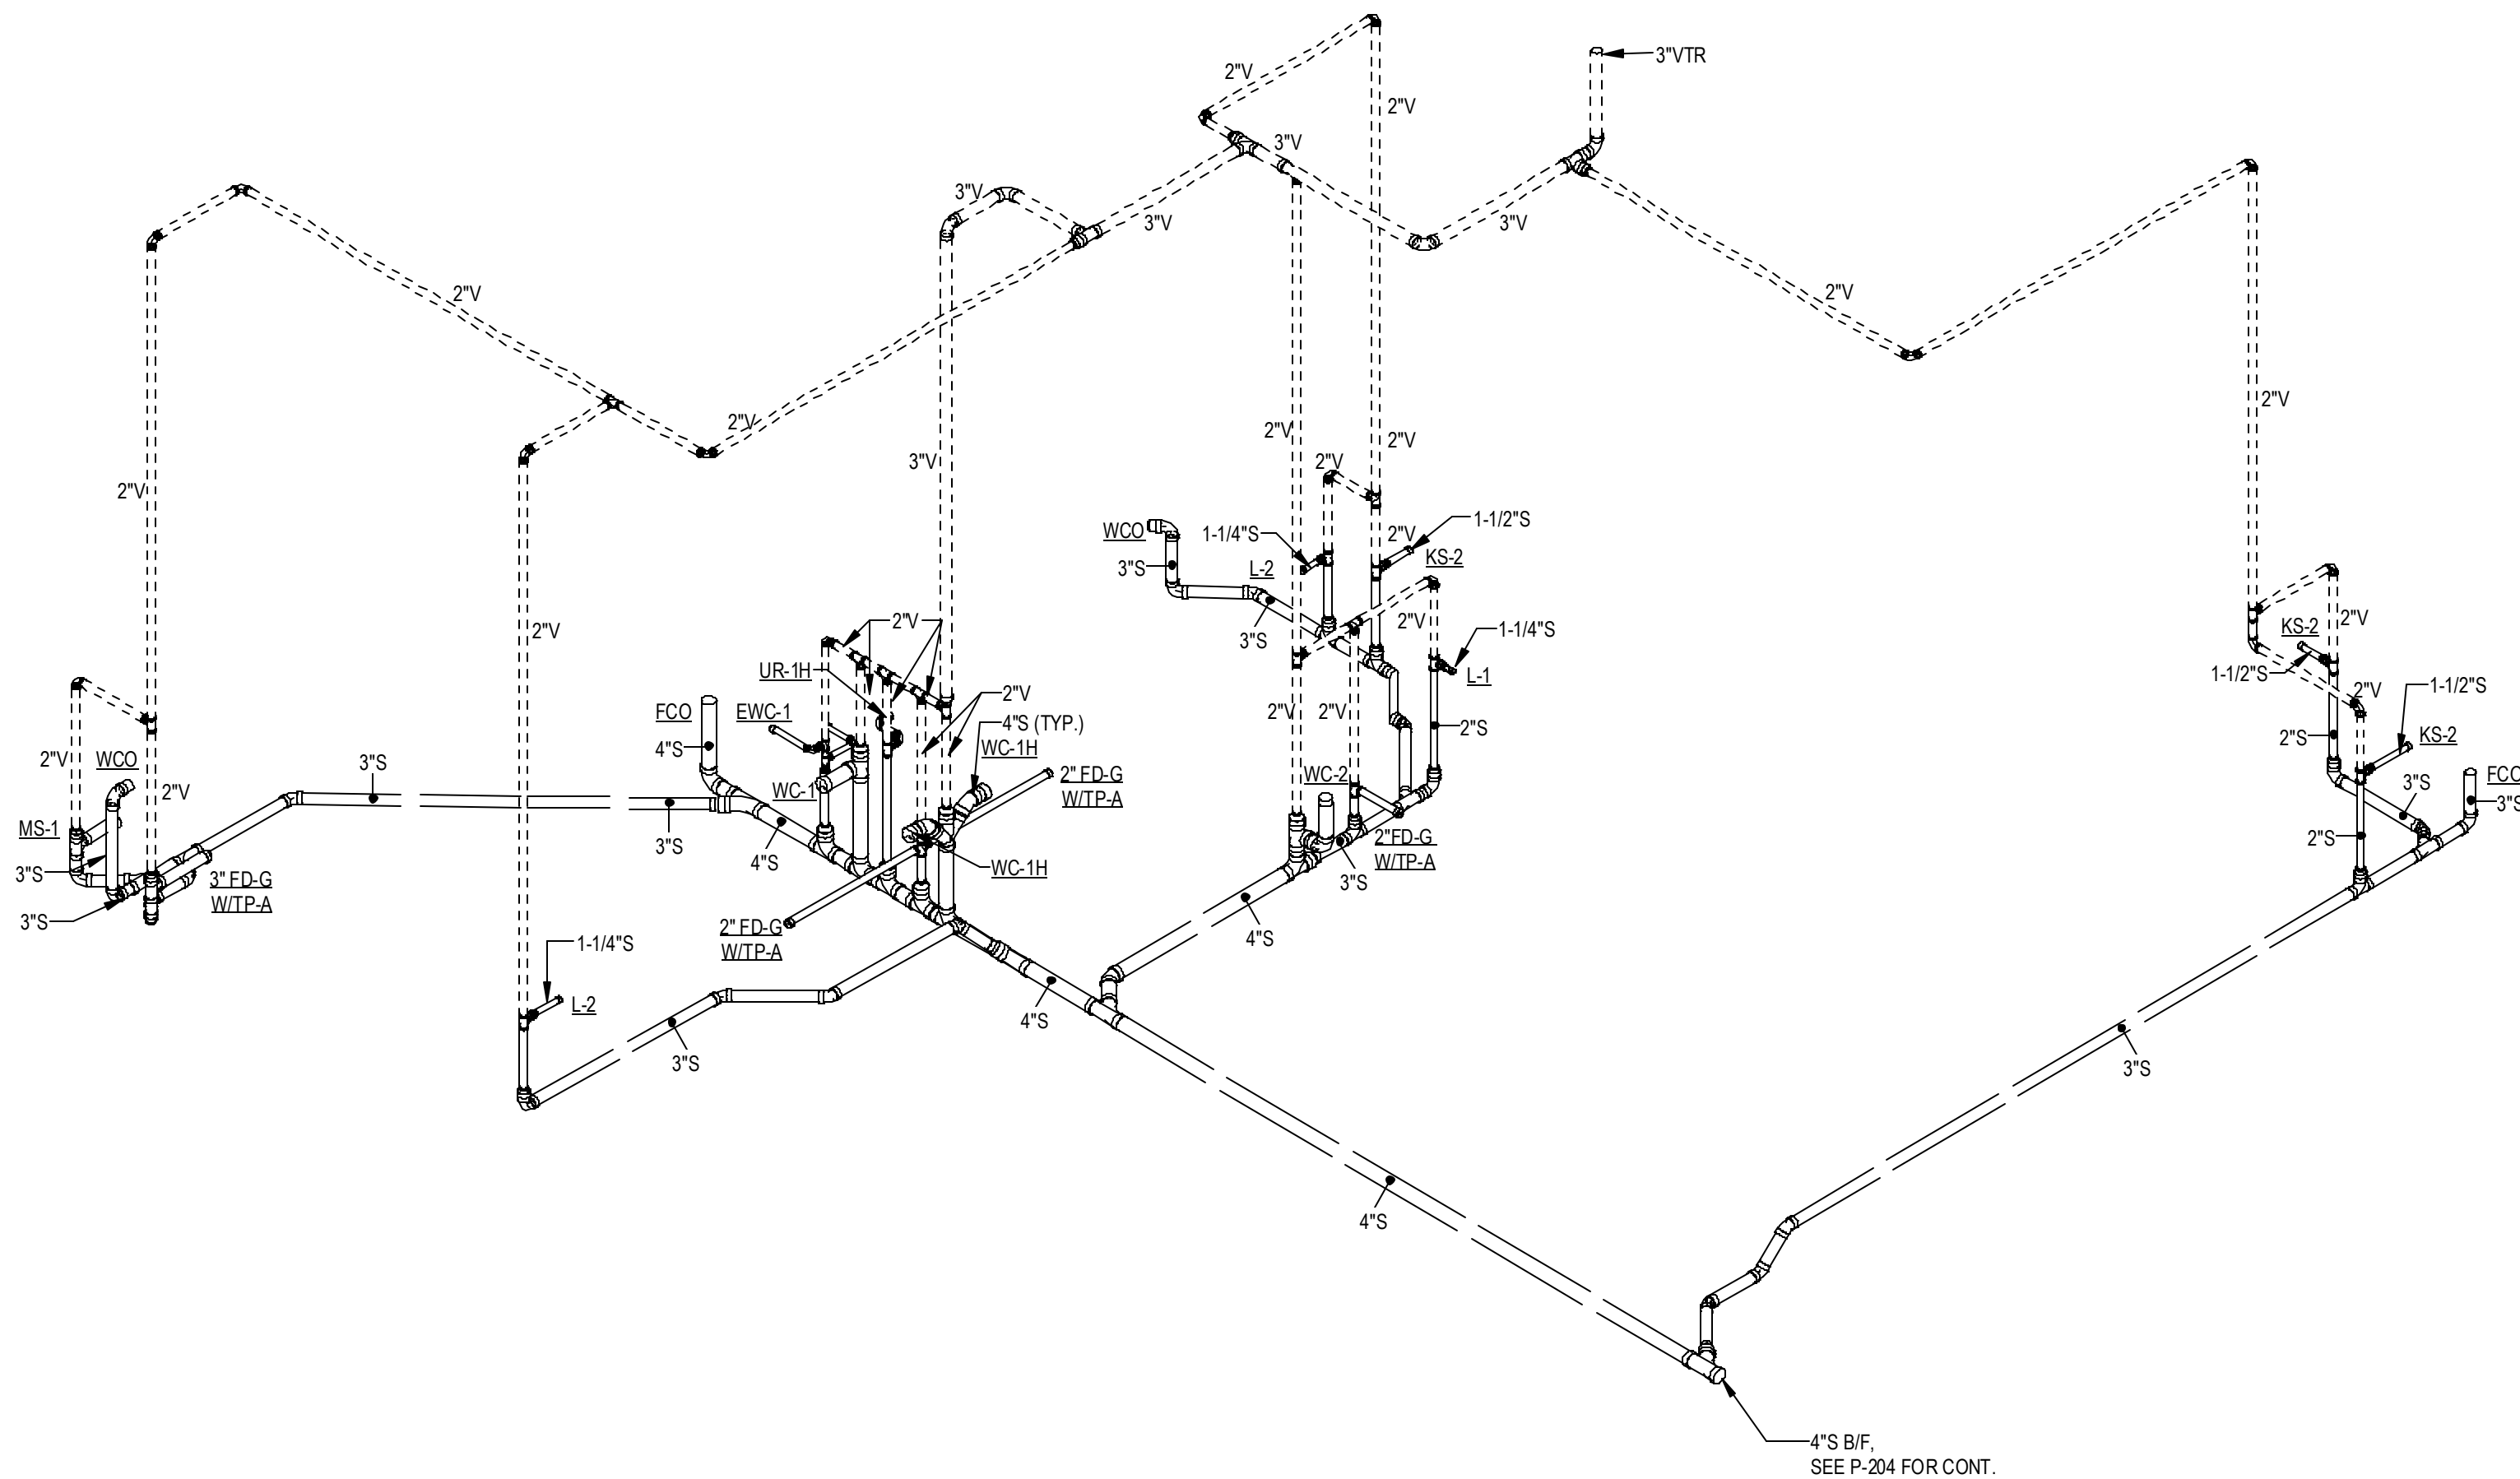 3"VTR
2"V
2"V
3"V
3"V
3"V
3"V
2"V
2"V
2"V
2"V
2"V
2"V
3"V
2"V
2"V
2"V
2"V
WCO
1-1/4"S
2"V
1-1/2"S
3"S
L-2
KS-2
3"S
2"V
1-1/4"S
L-1
2"V
UR-1H
2"V
4"S (TYP.)
WC-1H
FCO
EWC-1
4"S
WC-1
2" FD-G
W/TP-A
2"V
2"V
2"S
WC-2
2"FD-G
W/TP-A
3"S
KS-2
2"V
1-1/2"S
2"V
1-1/2"S
KS-2
2"S
FCO
3"S
3"S
2"S
2"V
WCO
2"V
3"S
MS-1
3"S
3"S
3" FD-G
W/TP-A
3"S
4"S
WC-1H
2" FD-G
W/TP-A
1-1/4"S
L-2
3"S
4"S
4"S
3"S
4"S
4"S B/F,
SEE P-204 FOR CONT.